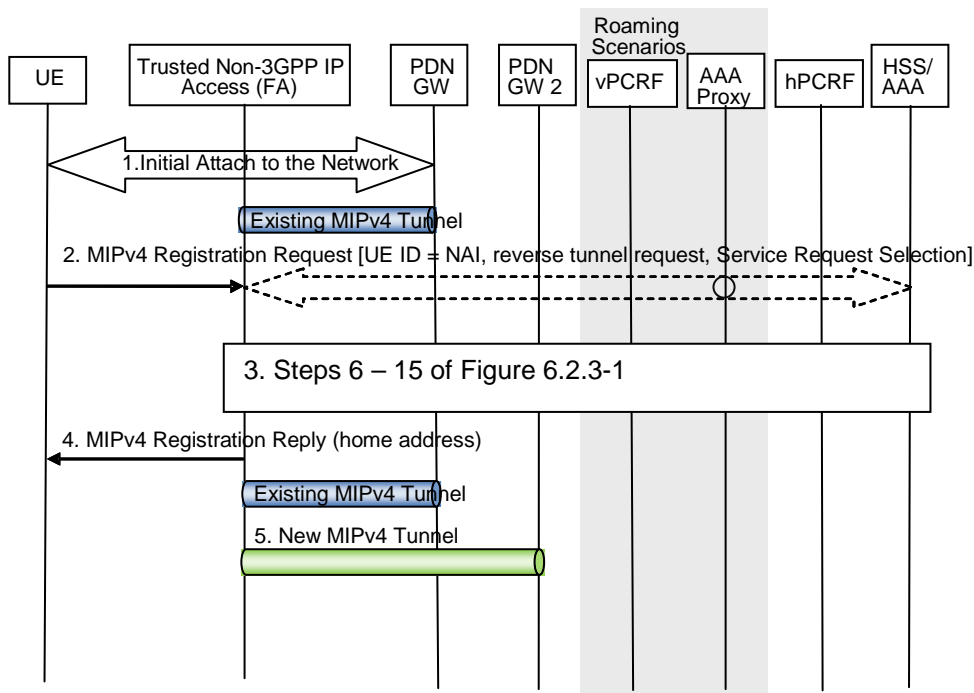 Roaming
Scenarios
UE
Trusted Non-3GPP IP
Access (FA)
PDN
GW
PDN
GW 2
vPCRF
AAA
Proxy
hPCRF
HSS/
AAA
1.Initial Attach to the Network
Existing MIPv4 Tunnel
2. MIPv4 Registration Request [UE ID = NAI, reverse tunnel request, Service Request Selection]
3. Steps 6 – 15 of Figure 6.2.3-1
4. MIPv4 Registration Reply (home address)
Existing MIPv4 Tunnel
5. New MIPv4 Tunnel